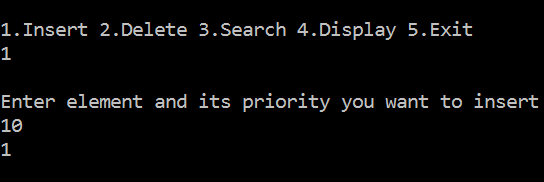 1.Insert 2.Delete 3.Search 4.Display 5.Exit
1
Enter element and its priority you want to insert
10
1